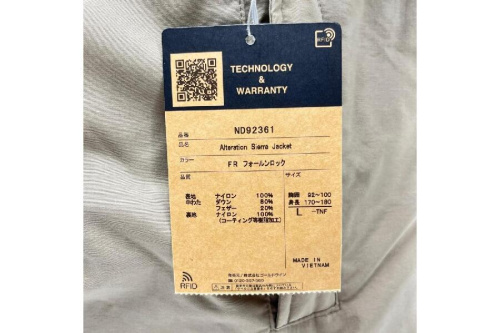 RFID
TECHNOLOGY
&
WARRANTY
品番 ND92361
品名 Alteration Sierra Jacket
カラー FR フォールンロック
品質 サイズ
表地 ナイロン 100%
中わた ダウン 80%
フェザー 20%
裏地 ナイロン 100%
(コーティング等樹脂加工)
胸囲 92~100
身長 170~180
L -TNF
MADE IN
VIETNAM
株式会社ゴールドウイン
RFID
注意